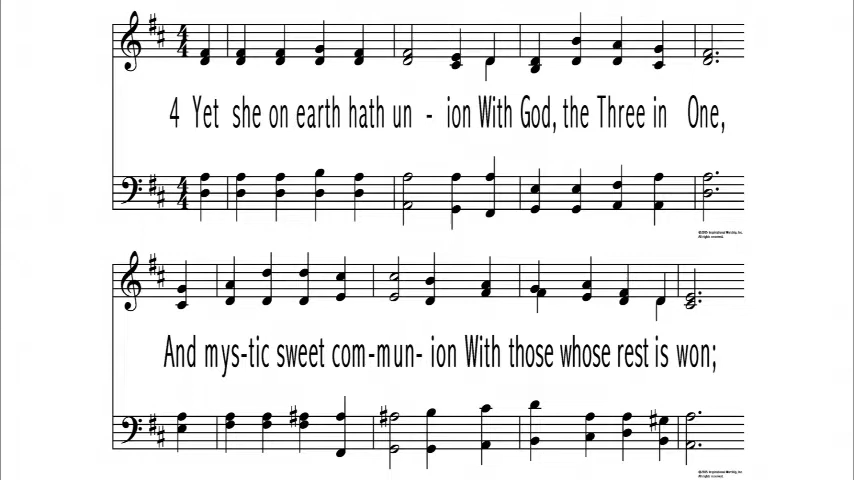 4 Yet she on earth hath un - ion With God, the Three in One,
And mys-tic sweet com-mun- ion With those whose rest is won;